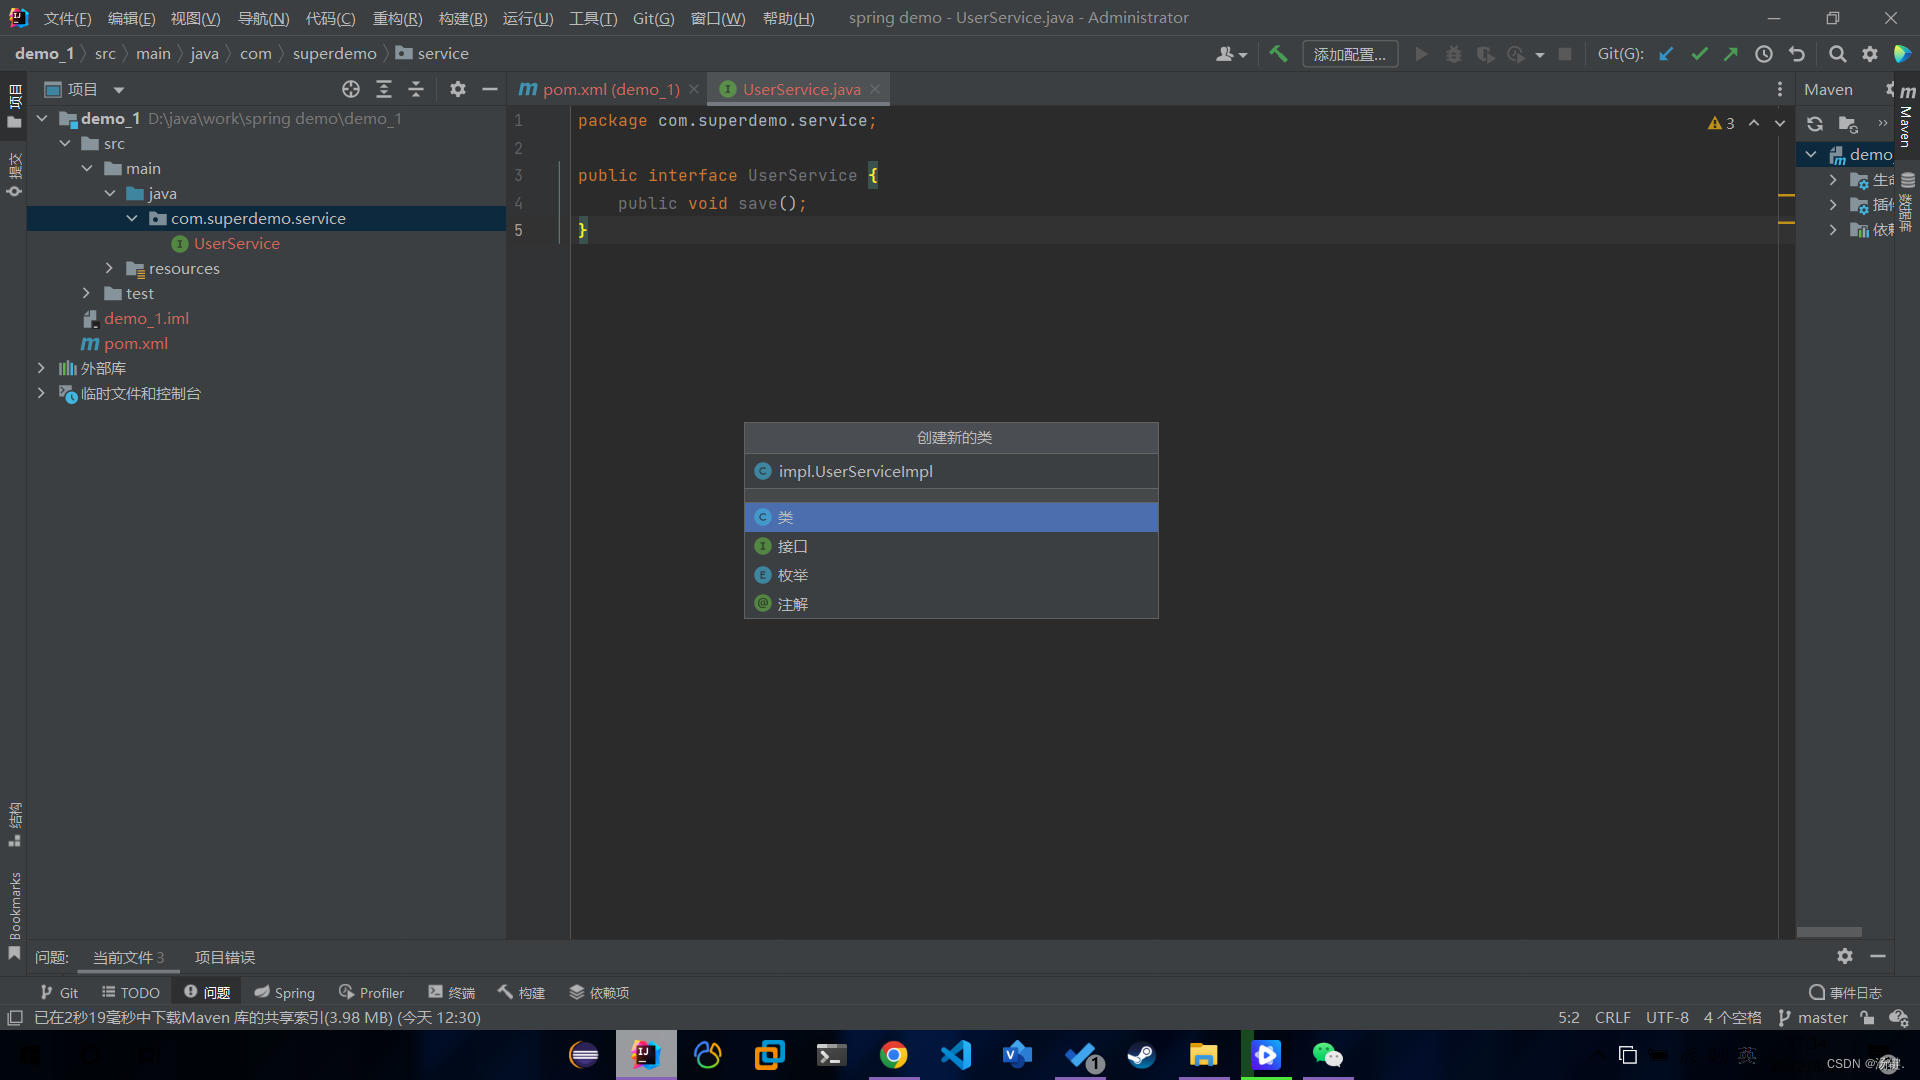 文件(F) 编辑(E) 视图(V) 导航(N) 代码(C) 重构(R) 构建(B) 运行(U) 工具(T) Git(G) 窗口(W) 帮助(H) spring demo - UserService.java - Administrator
demo_1 src main java com superdemo service 添加配置... Git(G):
项目 pom.xml (demo_1) UserService.java Maven
项目
提交
结构
Bookmarks
demo_1 D:\java\work\spring demo\demo_1
src
main
java
com.superdemo.service
UserService
resources
test
demo_1.iml
pom.xml
外部库
临时文件和控制台
1 package com.superdemo.service;
2
3 public interface UserService {
4 public void save();
5 }
3
创建新的类
impl.UserServiceImpl
类
接口
枚举
注解
demo_
生命
插件
依赖
Maven
数据库
问题: 当前文件 3 项目错误
Git TODO 问题 Spring Profiler 终端 构建 依赖项 事件日志
已在2秒19毫秒中下载Maven 库的共享索引(3.98 MB) (今天 12:30) 5:2 CRLF UTF-8 4 个空格 master
1
英